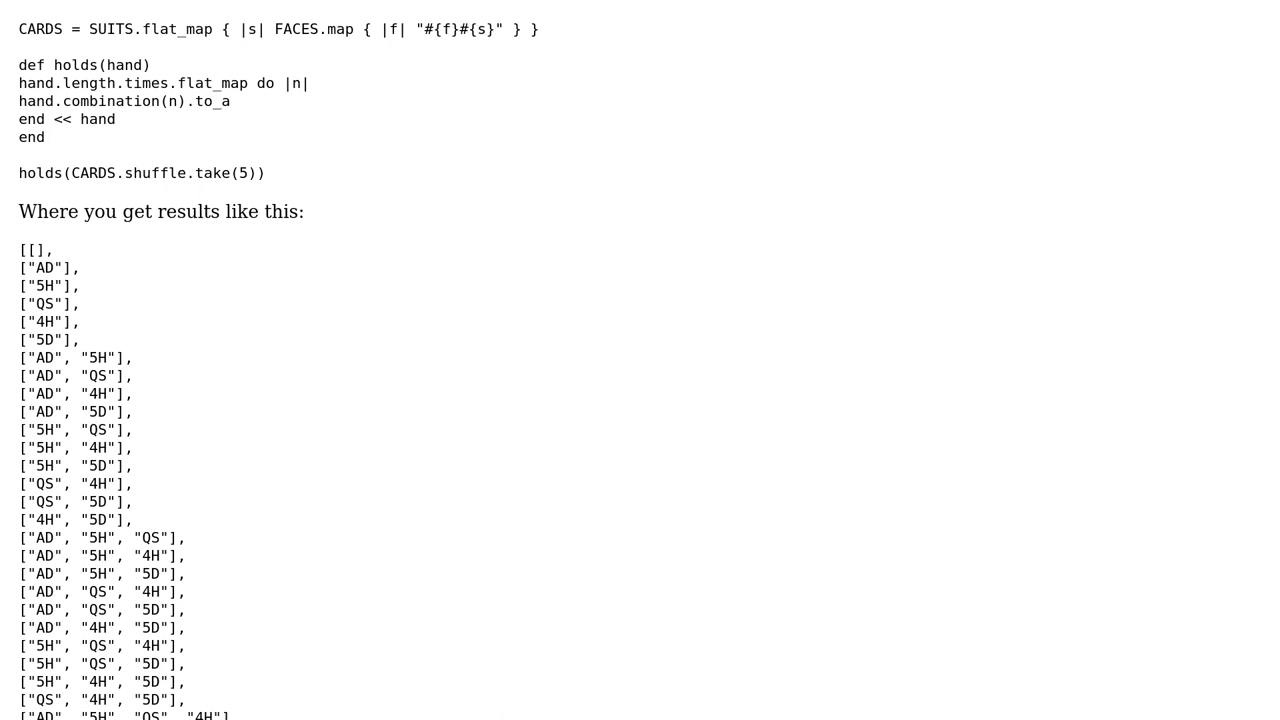 CARDS = SUITS.flat_map { |s| FACES.map { |f| "#{f}#{s}" } }
def holds(hand)
hand.length.times.flat_map do |n|
hand.combination(n).to_a
end << hand
end
holds(CARDS.shuffle.take(5))
Where you get results like this:
[[],
["AD"],
["5H"],
["QS"],
["4H"],
["5D"],
["AD", "5H"],
["AD", "QS"],
["AD", "4H"],
["AD", "5D"],
["5H", "QS"],
["5H", "4H"],
["5H", "5D"],
["QS", "4H"],
["QS", "5D"],
["4H", "5D"],
["AD", "5H", "QS"],
["AD", "5H", "4H"],
["AD", "5H", "5D"],
["AD", "QS", "4H"],
["AD", "QS", "5D"],
["AD", "4H", "5D"],
["5H", "QS", "4H"],
["5H", "QS", "5D"],
["5H", "4H", "5D"],
["QS", "4H", "5D"],
["AD", "5H", "QS", "4H"]